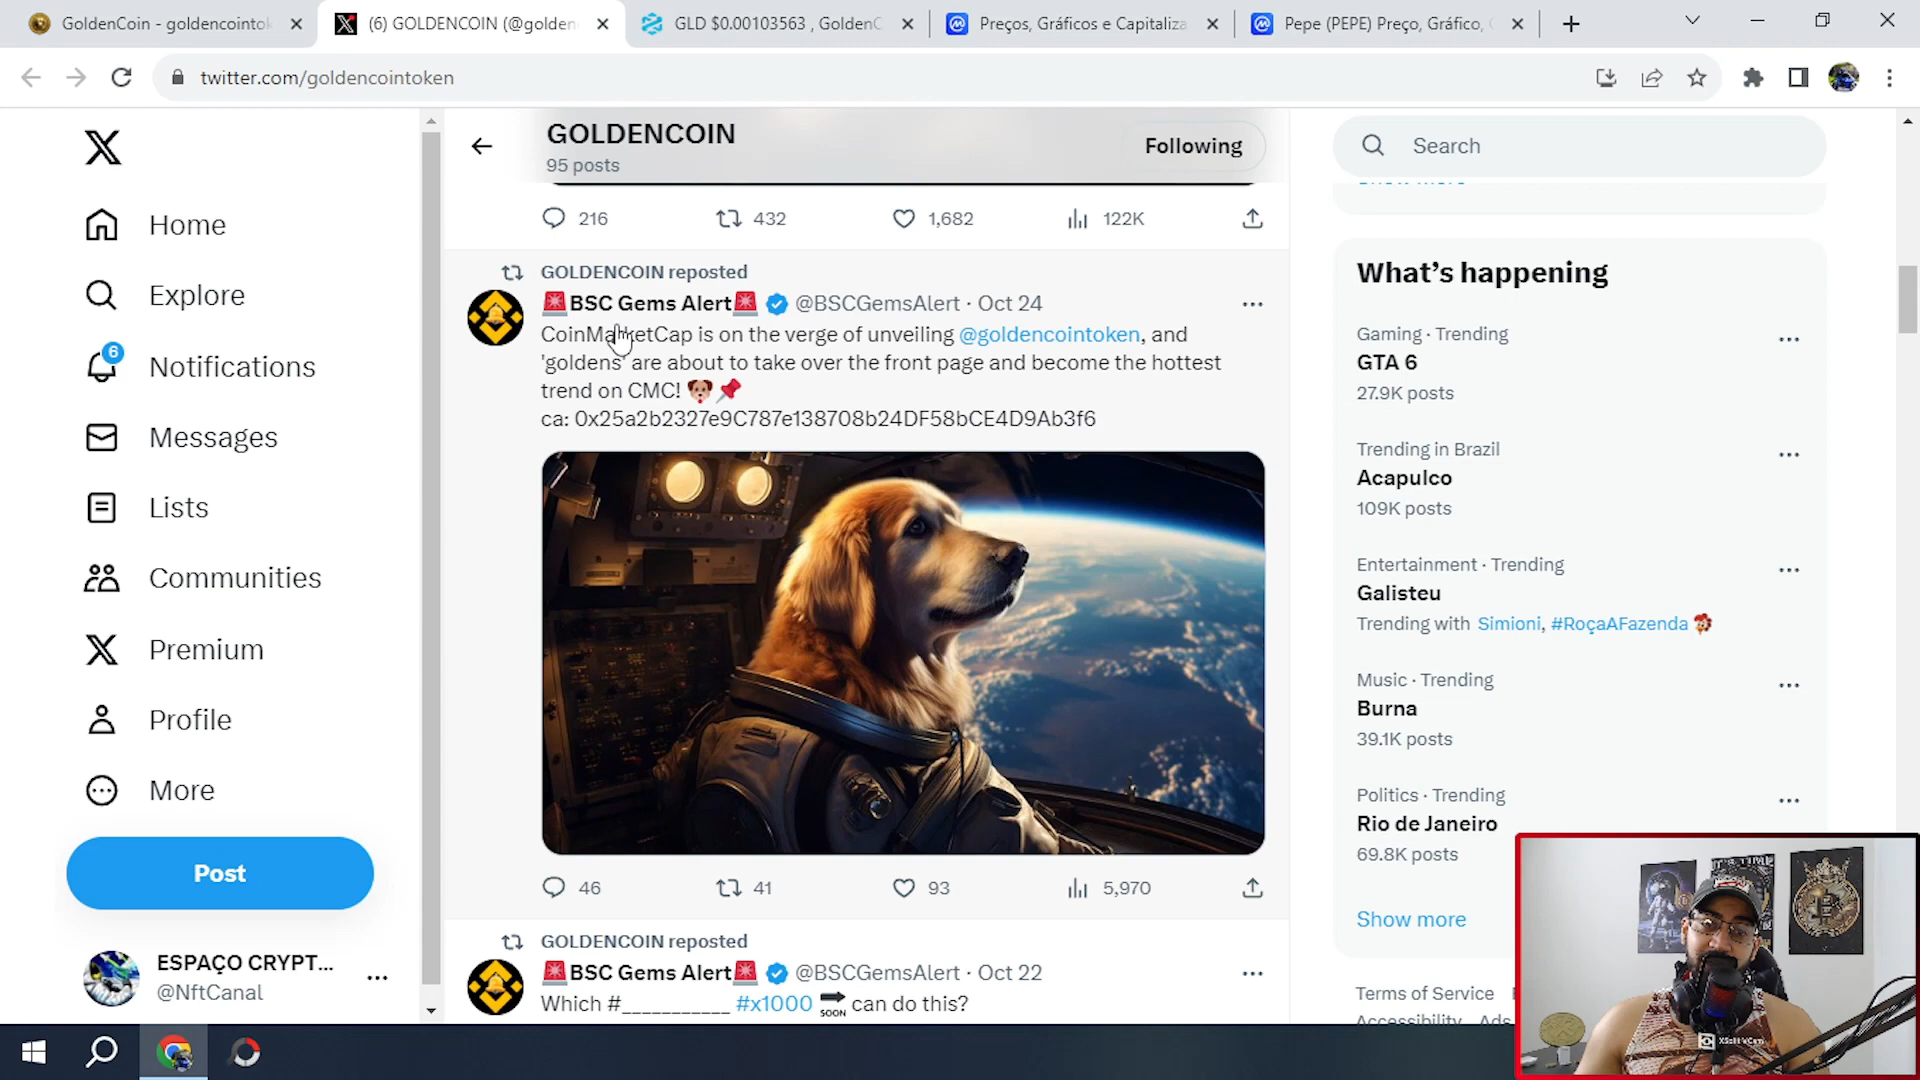 GoldenCoin - goldencointok
(6) GOLDENCOIN (@golden
GLD $0.00103563 , GoldenC
Preços, Gráficos e Capitaliza
Pepe (PEPE) Preço, Gráfico,
twitter.com/goldencointoken
Home
Explore
6
Notifications
Messages
Lists
Communities
Premium
Profile
More
Post
ESPAÇO CRYPT...
@NftCanal
GOLDENCOIN
95 posts
Following
216 432 1,682 122K
GOLDENCOIN reposted
🚨BSC Gems Alert🚨 @BSCGemsAlert · Oct 24
CoinMarketCap is on the verge of unveiling @goldencointoken, and
'goldens' are about to take over the front page and become the hottest
trend on CMC! 🐶📌
ca: 0x25a2b2327e9C787e138708b24DF58bCE4D9Ab3f6
46 41 93 5,970
GOLDENCOIN reposted
🚨BSC Gems Alert🚨 @BSCGemsAlert · Oct 22
Which #___________ #x1000 🔜 can do this?
Search
What's happening
Gaming · Trending
GTA 6
27.9K posts
Trending in Brazil
Acapulco
109K posts
Entertainment · Trending
Galisteu
Trending with Simioni, #RoçaAFazenda
Music · Trending
Burna
39.1K posts
Politics · Trending
Rio de Janeiro
69.8K posts
Show more
Terms of Service
Accessibility Ads
XSplit VCam